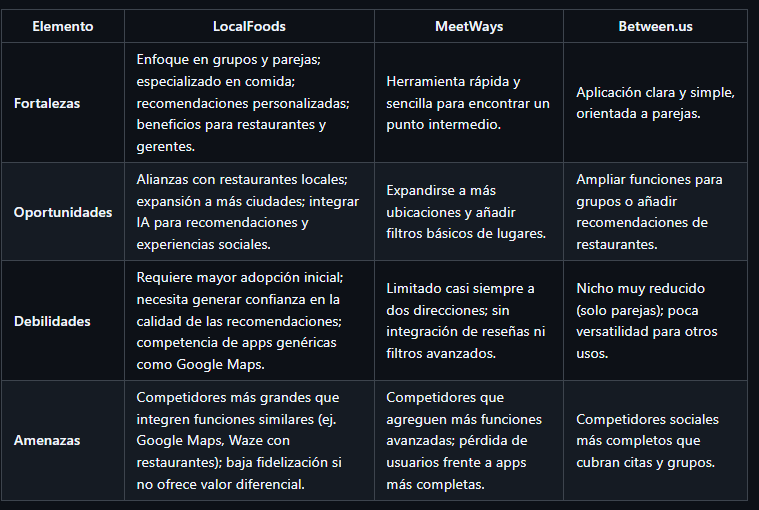 Elemento LocalFoods MeetWays Between.us
Fortalezas
Enfoque en grupos y parejas;
especializado en comida;
recomendaciones personalizadas;
beneficios para restaurantes y
gerentes.
Herramienta rápida y
sencilla para encontrar un
punto intermedio.
Aplicación clara y simple,
orientada a parejas.
Oportunidades
Alianzas con restaurantes locales;
expansión a más ciudades; integrar
IA para recomendaciones y
experiencias sociales.
Expandirse a más
ubicaciones y añadir
filtros básicos de lugares.
Ampliar funciones para
grupos o añadir
recomendaciones de
restaurantes.
Debilidades
Requiere mayor adopción inicial;
necesita generar confianza en la
calidad de las recomendaciones;
competencia de apps genéricas
como Google Maps.
Limitado casi siempre a
dos direcciones; sin
integración de reseñas ni
filtros avanzados.
Nicho muy reducido
(solo parejas); poca
versatilidad para otros
usos.
Amenazas
Competidores más grandes que
integren funciones similares (ej.
Google Maps, Waze con
restaurantes); baja fidelización si
no ofrece valor diferencial.
Competidores que
agreguen más funciones
avanzadas; pérdida de
usuarios frente a apps
más completas.
Competidores sociales
más completos que
cubran citas y grupos.